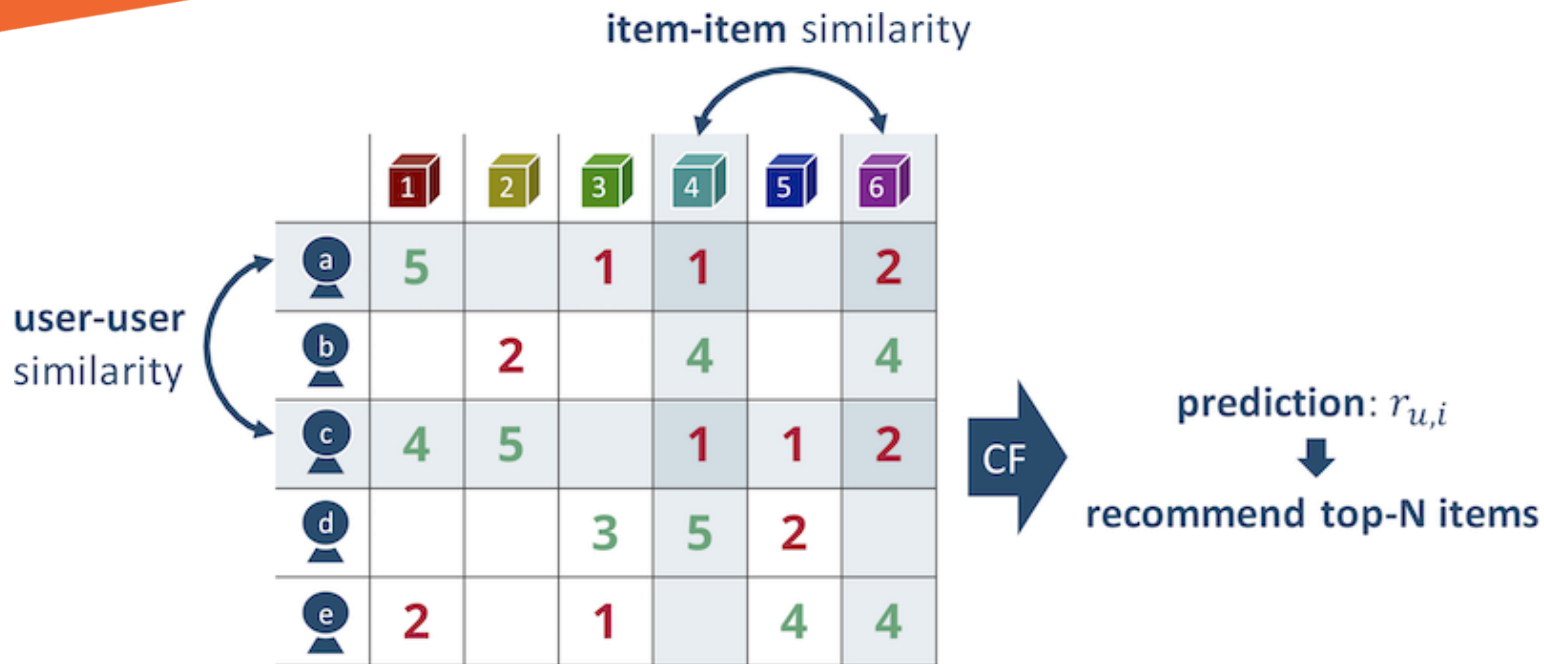 item-item similarity
1 2 3 4 5 6
a 5 1 1 2
b 2 4 4
c 4 5 1 1 2
d 3 5 2
e 2 1 4 4
user-user
similarity
CF
prediction: r_{u,i}
recommend top-N items